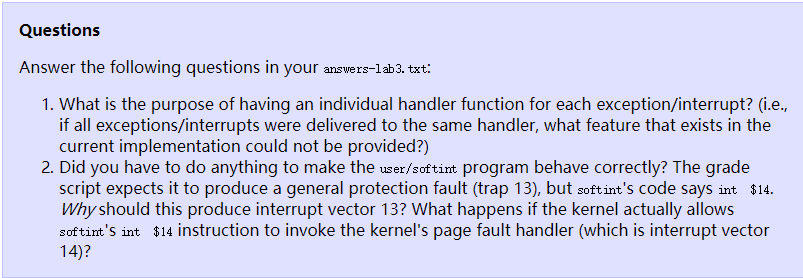 Questions
Answer the following questions in your answers-lab3.txt:
1. What is the purpose of having an individual handler function for each exception/interrupt? (i.e.,
if all exceptions/interrupts were delivered to the same handler, what feature that exists in the
current implementation could not be provided?)
2. Did you have to do anything to make the user/softint program behave correctly? The grade
script expects it to produce a general protection fault (trap 13), but softint's code says int $14.
Why should this produce interrupt vector 13? What happens if the kernel actually allows
softint's int $14 instruction to invoke the kernel's page fault handler (which is interrupt vector
14)?